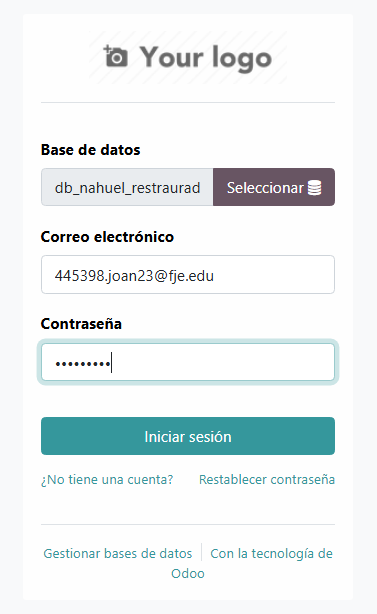 Your logo
Base de datos
db_nahuel_restraurad Seleccionar
Correo electrónico
445398.joan23@fje.edu
Contraseña
•••••••••
Iniciar sesión
¿No tiene una cuenta? Restablecer contraseña
Gestionar bases de datos Con la tecnología de
Odoo